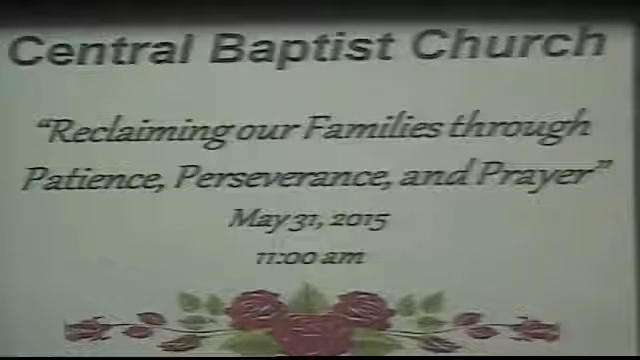 Central Baptist Church
"Reclaiming our Families through
Patience, Perseverance, and Prayer"
May 31, 2015
11:00 am